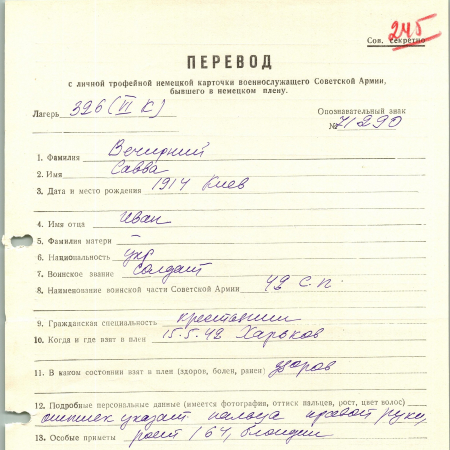 245
Сов. секретно
ПЕРЕВОД
с личной трофейной немецкой карточки военнослужащего Советской Армии,
бывшего в немецком плену.
Лагерь 326 (VI К)
Опознавательный знак
№ 71290
1. Фамилия Вечирний
2. Имя Савва
3. Дата и место рождения 1914 Киев
4. Имя отца Иван
5. Фамилия матери —
6. Национальность укр
7. Воинское звание солдат
8. Наименование воинской части Советской Армии 42 с.п.
9. Гражданская специальность крестьянин
10. Когда и где взят в плен 15.5.42 Харьков
11. В каком состоянии взят в плен (здоров, болен, ранен) здоров
12. Подробные персональные данные (имеется фотография, оттиск пальцев, рост, цвет волос)
оттиск указат пальца правой руки,
13. Особые приметы рост 164, блондин